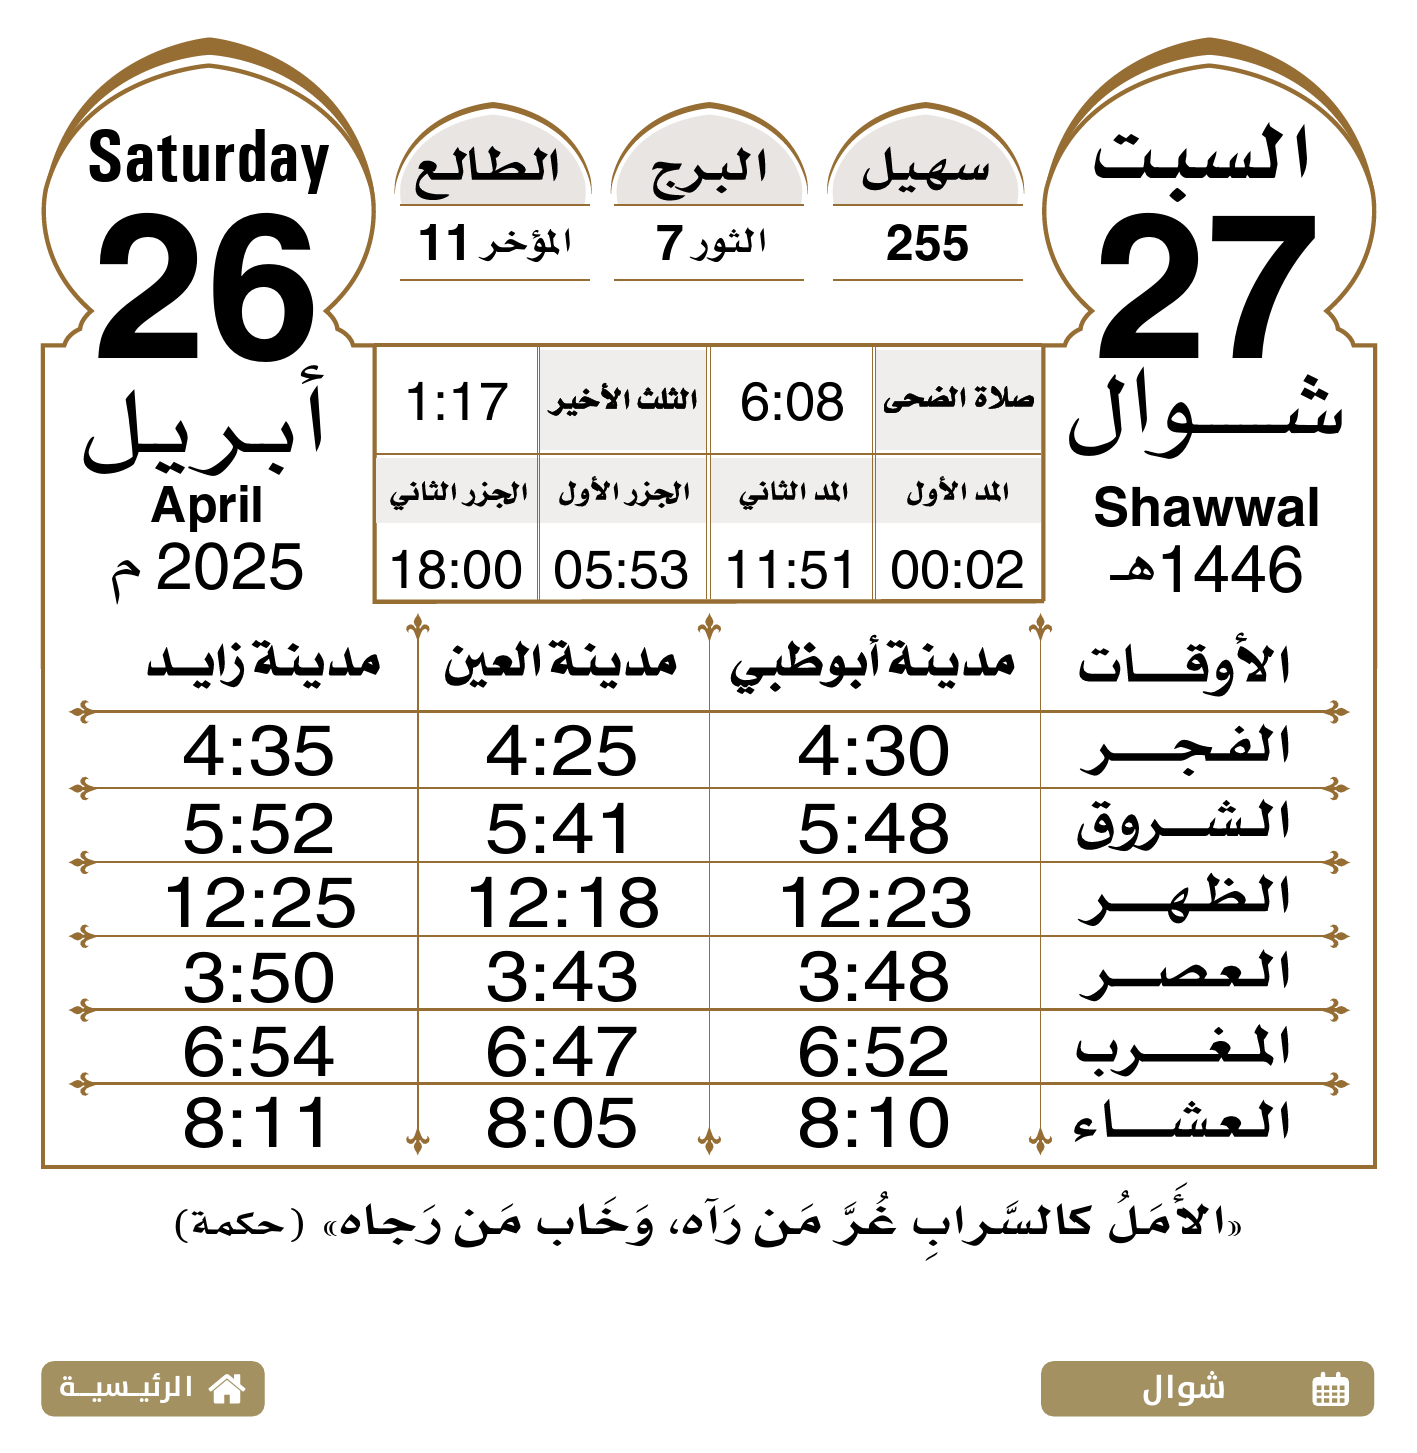 السبت
27
شوال
Shawwal
1446هـ
سهيل
255
البرج
الثور 7
الطالع
المؤخر 11
Saturday
26
أبريل
April
2025 م
صلاة الضحى 6:08 الثلث الأخير 1:17
المد الأول المد الثاني الجزر الأول الجزر الثاني
00:02 11:51 05:53 18:00
الأوقات مدينة أبوظبي مدينة العين مدينة زايد
الفجر 4:30 4:25 4:35
الشروق 5:48 5:41 5:52
الظهر 12:23 12:18 12:25
العصر 3:48 3:43 3:50
المغرب 6:52 6:47 6:54
العشاء 8:10 8:05 8:11
«الأَمَلُ كالسَّرابِ غُرَّ مَن رَآه، وَخَاب مَن رَجاه» (حكمة)
شوال
الرئيسية